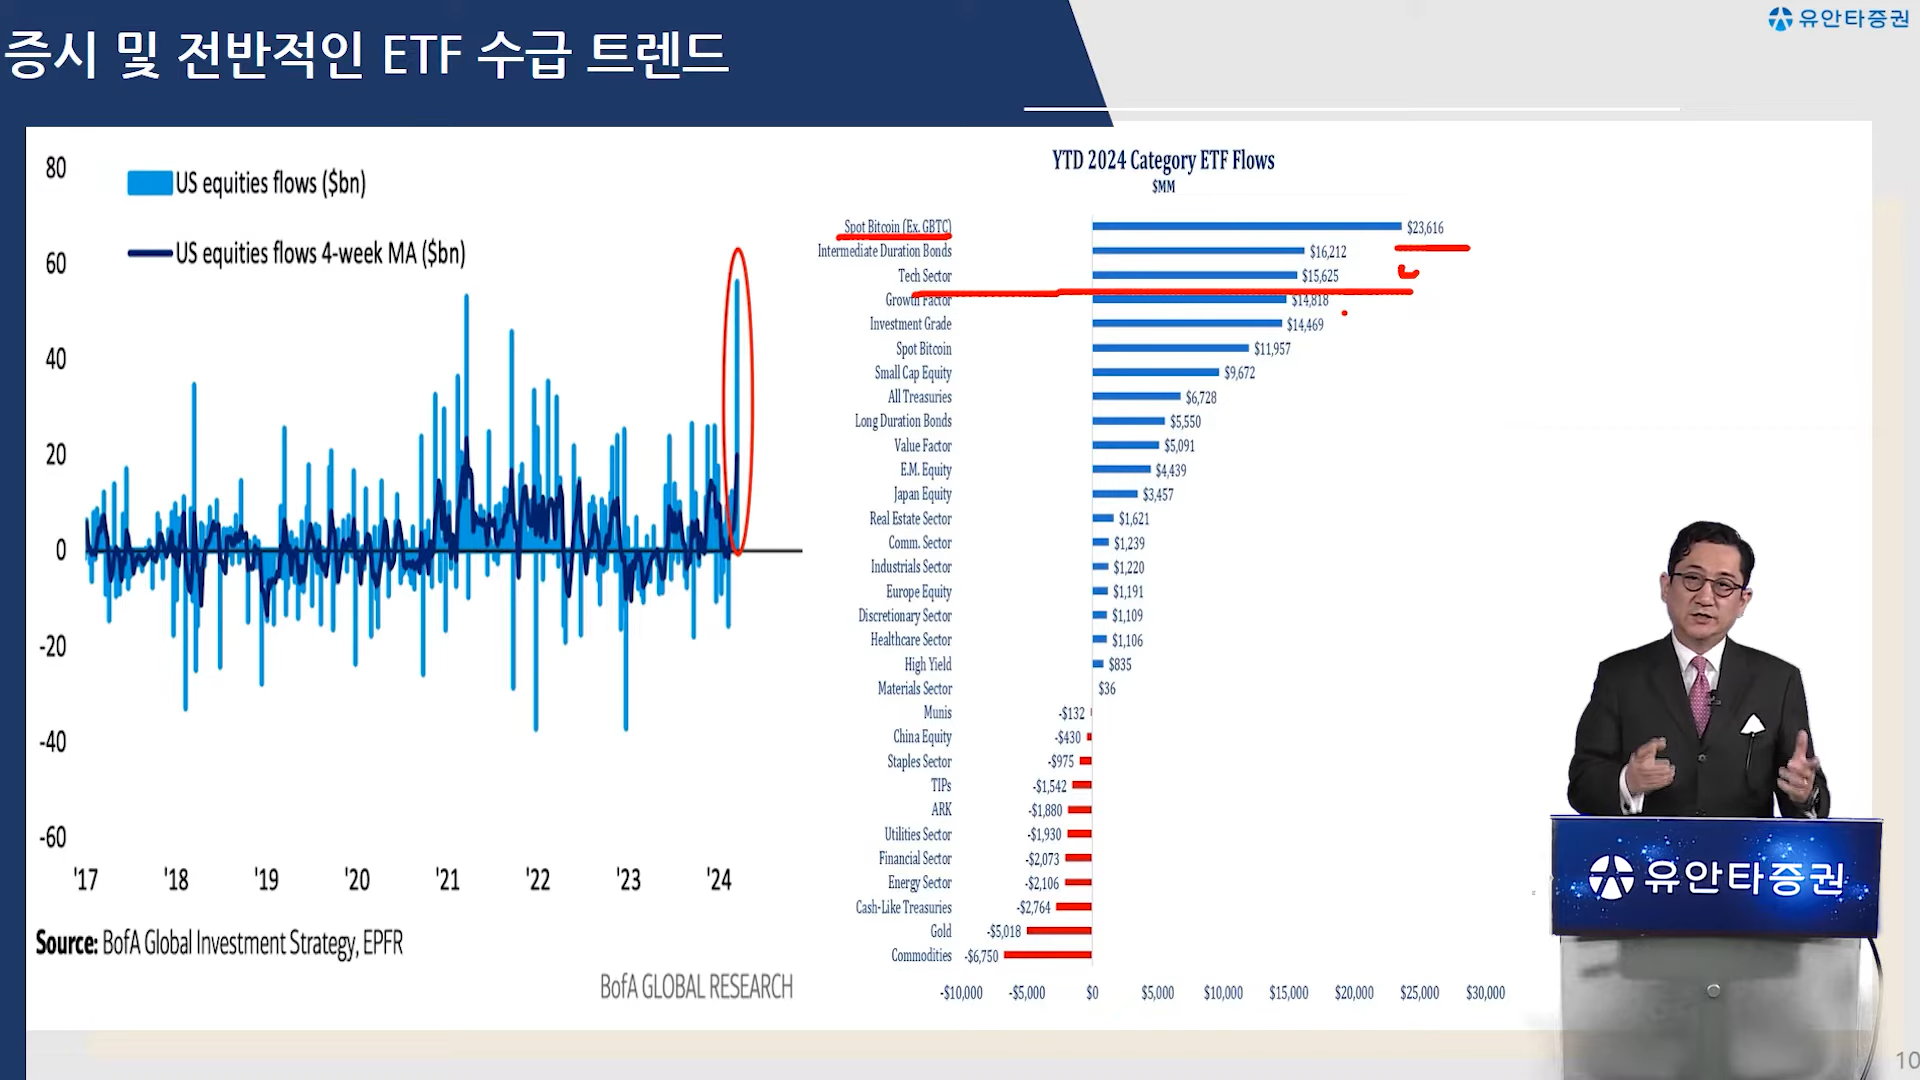 증시 및 전반적인 ETF 수급 트렌드
유안타증권
80
60
40
20
0
-20
-40
-60
US equities flows ($bn)
US equities flows 4-week MA ($bn)
'17 '18 '19 '20 '21 '22 '23 '24
Source: BofA Global Investment Strategy, EPFR
BofA GLOBAL RESEARCH
YTD 2024 Category ETF Flows
$MM
Spot Bitcoin (Ex. GBTC) $23,616
Intermediate Duration Bonds $16,212
Tech Sector $15,625
Growth Factor $14,818
Investment Grade $14,469
Spot Bitcoin $11,957
Small Cap Equity $9,672
All Treasuries $6,728
Long Duration Bonds $5,550
Value Factor $5,091
E.M. Equity $4,439
Japan Equity $3,457
Real Estate Sector $1,621
Comm. Sector $1,239
Industrials Sector $1,220
Europe Equity $1,191
Discretionary Sector $1,109
Healthcare Sector $1,106
High Yield $835
Materials Sector $36
Munis -$132
China Equity -$430
Staples Sector -$975
TIPs -$1,542
ARK -$1,880
Utilities Sector -$1,930
Financial Sector -$2,073
Energy Sector -$2,106
Cash-Like Treasuries -$2,764
Gold -$5,018
Commodities -$6,750
-$10,000 -$5,000 $0 $5,000 $10,000 $15,000 $20,000 $25,000 $30,000
유안타증권
10